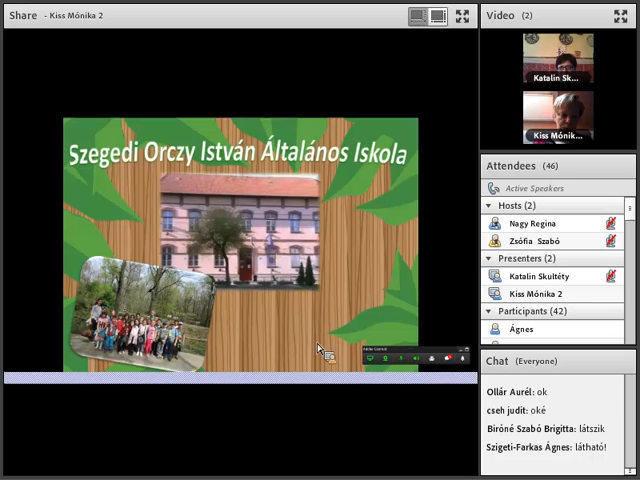 Share - Kiss Mónika 2
Szegedi Orczy István Általános Iskola
Video (2)
Katalin Sk...
Kiss Mónik...
Attendees (46)
Active Speakers
Hosts (2)
Nagy Regina
Zsófia Szabó
Presenters (2)
Katalin Skultéty
Kiss Mónika 2
Participants (42)
Ágnes
Chat (Everyone)
Ollár Aurél: ok
cseh judit: oké
Biróné Szabó Brigitta: látszik
Szigeti-Farkas Ágnes: látható!